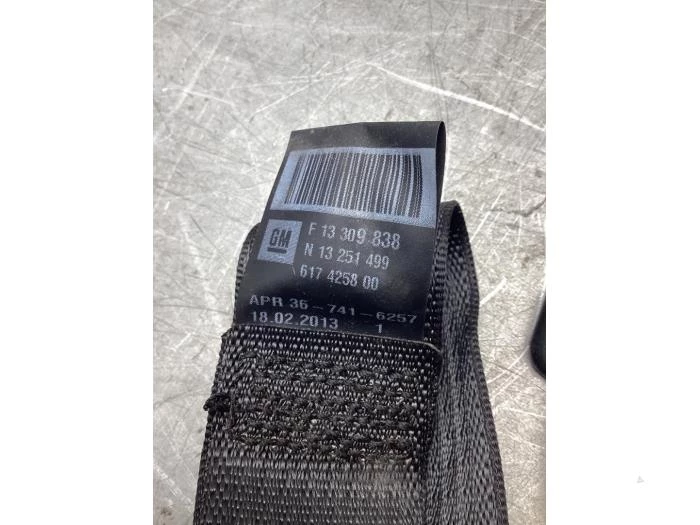 GM
F 13 309 838
N 13 251 499
617 4258 00
APR 36-741-6257
18.02.2013 1